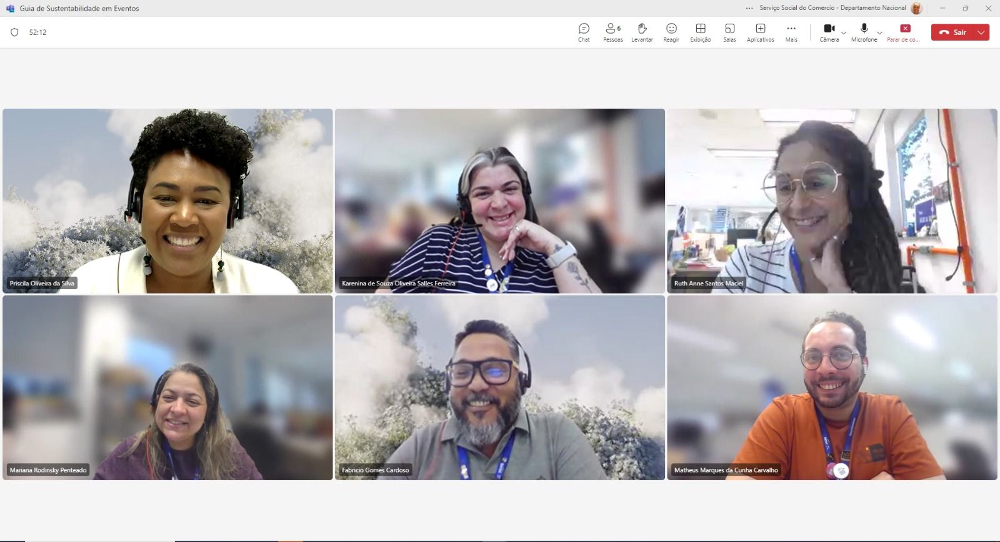 Guia de Sustentabilidade em Eventos
Serviço Social do Comercio - Departamento Nacional
52:12
6
Chat Pessoas Levantar Reagir Exibição Salas Aplicativos Mais Câmera Microfone Parar de co... Sair
Priscila Oliveira da Silva
Karenina de Souza Oliveira Salles Ferreira
Ruth Anne Santos Maciel
Mariana Rodinsky Penteado
Fabricio Gomes Cardoso
Matheus Marques da Cunha Carvalho